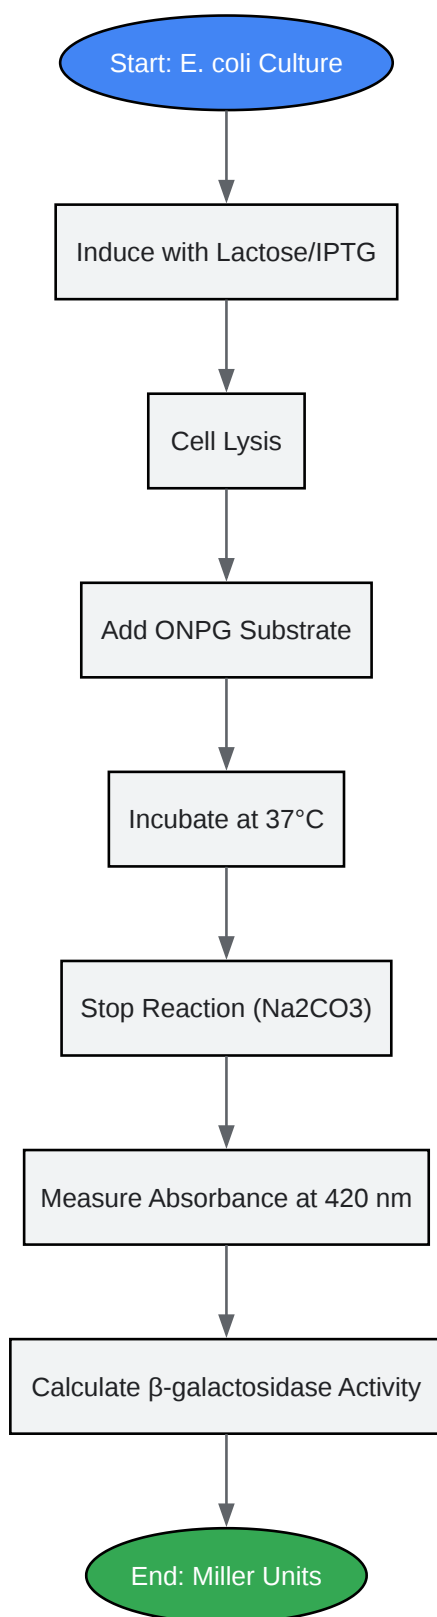 Start: E. coli Culture
Induce with Lactose/IPTG
Cell Lysis
Add ONPG Substrate
Incubate at 37°C
Stop Reaction (Na2CO3)
Measure Absorbance at 420 nm
Calculate β-galactosidase Activity
End: Miller Units